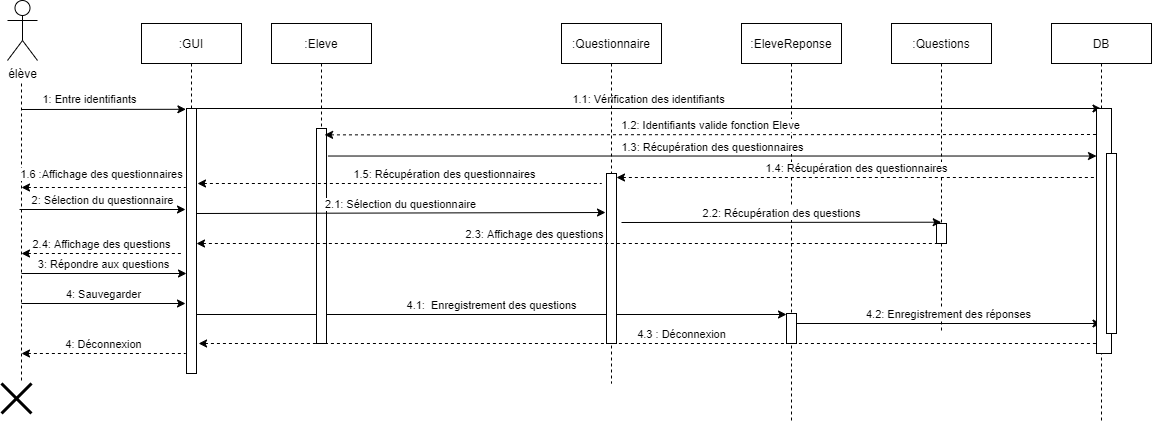 :GUI
:Eleve
:Questionnaire
:EleveReponse
:Questions
DB
élève
1: Entre identifiants
1.1: Vérification des identifiants
1.2: Identifiants valide fonction Eleve
1.3: Récupération des questionnaires
1.4: Récupération des questionnaires
1.5: Récupération des questionnaires
1.6 :Affichage des questionnaires
2: Sélection du questionnaire
2.1: Sélection du questionnaire
2.2: Récupération des questions
2.3: Affichage des questions
2.4: Affichage des questions
3: Répondre aux questions
4: Sauvegarder
4.1: Enregistrement des questions
4.2: Enregistrement des réponses
4.3 : Déconnexion
4: Déconnexion